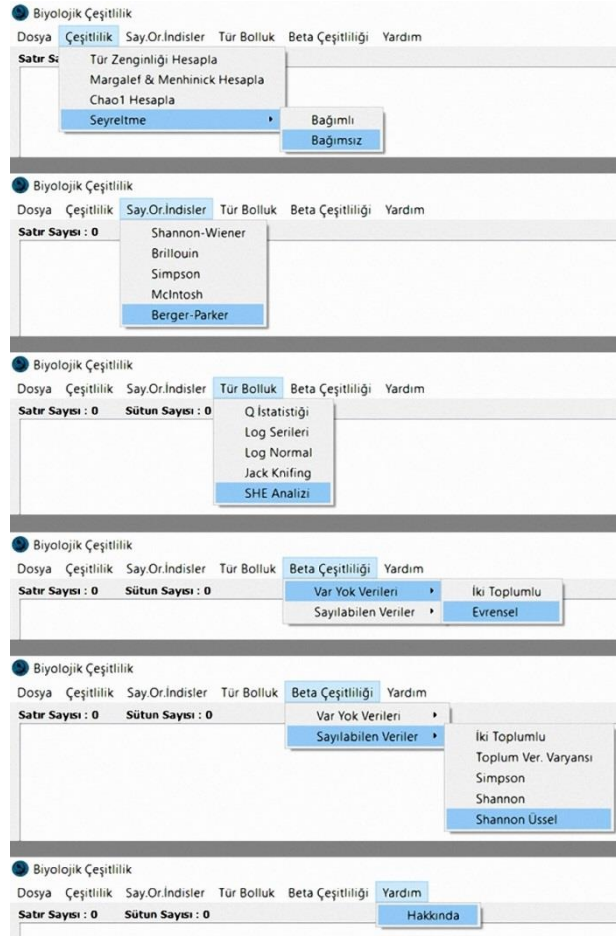 Biyolojik Çeşitlilik
Dosya Çeşitlilik Say.Or.İndisler Tür Bolluk Beta Çeşitliliği Yardım
Satır Sa
Tür Zenginliği Hesapla
Margalef & Menhinick Hesapla
Chao1 Hesapla
Seyreltme
Bağımlı
Bağımsız
Biyolojik Çeşitlilik
Dosya Çeşitlilik Say.Or.İndisler Tür Bolluk Beta Çeşitliliği Yardım
Satır Sayısı : 0
Shannon-Wiener
Brillouin
Simpson
McIntosh
Berger-Parker
Biyolojik Çeşitlilik
Dosya Çeşitlilik Say.Or.İndisler Tür Bolluk Beta Çeşitliliği Yardım
Satır Sayısı : 0 Sütun Sayısı : 0
Q İstatistiği
Log Serileri
Log Normal
Jack Knifing
SHE Analizi
Biyolojik Çeşitlilik
Dosya Çeşitlilik Say.Or.İndisler Tür Bolluk Beta Çeşitliliği Yardım
Satır Sayısı : 0 Sütun Sayısı : 0
Var Yok Verileri
Sayılabilen Veriler
İki Toplumlu
Evrensel
Biyolojik Çeşitlilik
Dosya Çeşitlilik Say.Or.İndisler Tür Bolluk Beta Çeşitliliği Yardım
Satır Sayısı : 0 Sütun Sayısı : 0
Var Yok Verileri
Sayılabilen Veriler
İki Toplumlu
Toplum Ver. Varyansı
Simpson
Shannon
Shannon Üssel
Biyolojik Çeşitlilik
Dosya Çeşitlilik Say.Or.İndisler Tür Bolluk Beta Çeşitliliği Yardım
Satır Sayısı : 0 Sütun Sayısı : 0
Hakkında